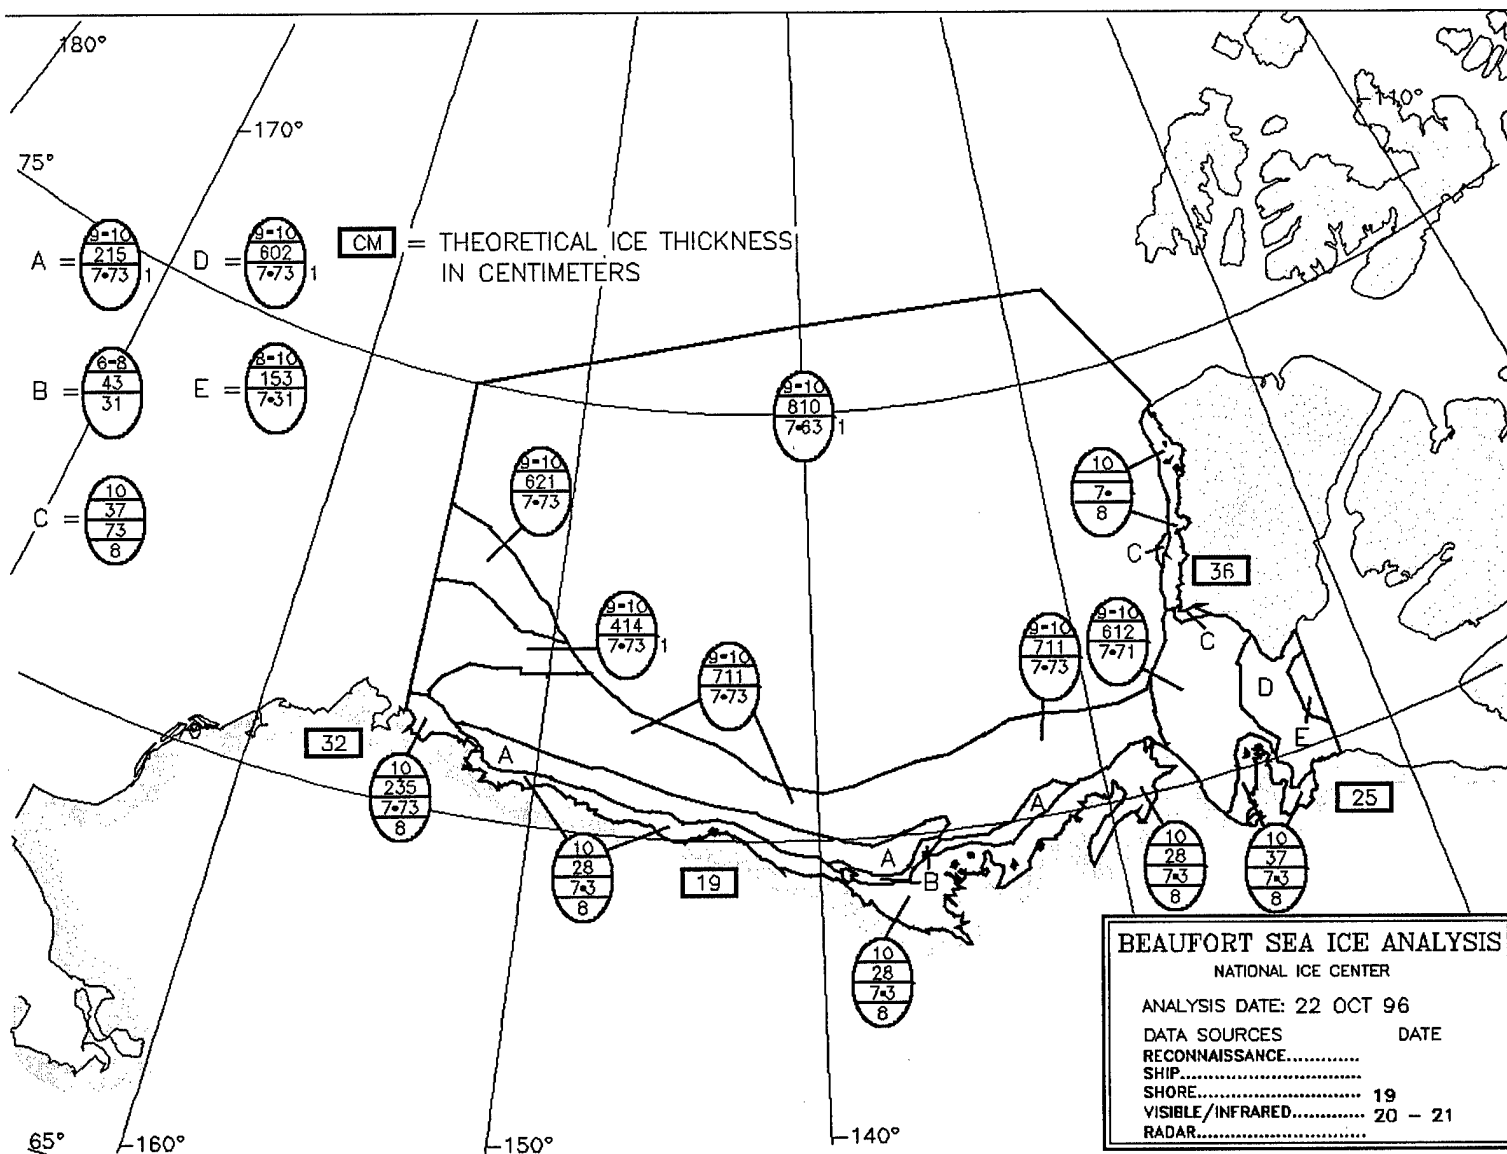 180°
-170°
-110°
75°
A =
9-10
215
7•73 1
D =
9-10
602
7•73 1
CM = THEORETICAL ICE THICKNESS
IN CENTIMETERS
B =
6-8
43
31
E =
8-10
153
7•31
9-10
810
7•63 1
C =
10
37
73
8
9-10
621
7•73
10
7•
8
C
36
9-10
414
7•73 1
9-10
711
7•73
9-10
711
7•73
9-10
612
7•71
C
D
E
32
A
10
235
7•73
8
A
25
10
28
7•3
8
19
A
B
10
28
7•3
8
10
37
7•3
8
10
28
7•3
8
BEAUFORT SEA ICE ANALYSIS
NATIONAL ICE CENTER
ANALYSIS DATE: 22 OCT 96
DATA SOURCES DATE
RECONNAISSANCE.............
SHIP................................
SHORE............................. 19
VISIBLE/INFRARED............. 20 - 21
RADAR..............................
65°
-160°
-150°
-140°